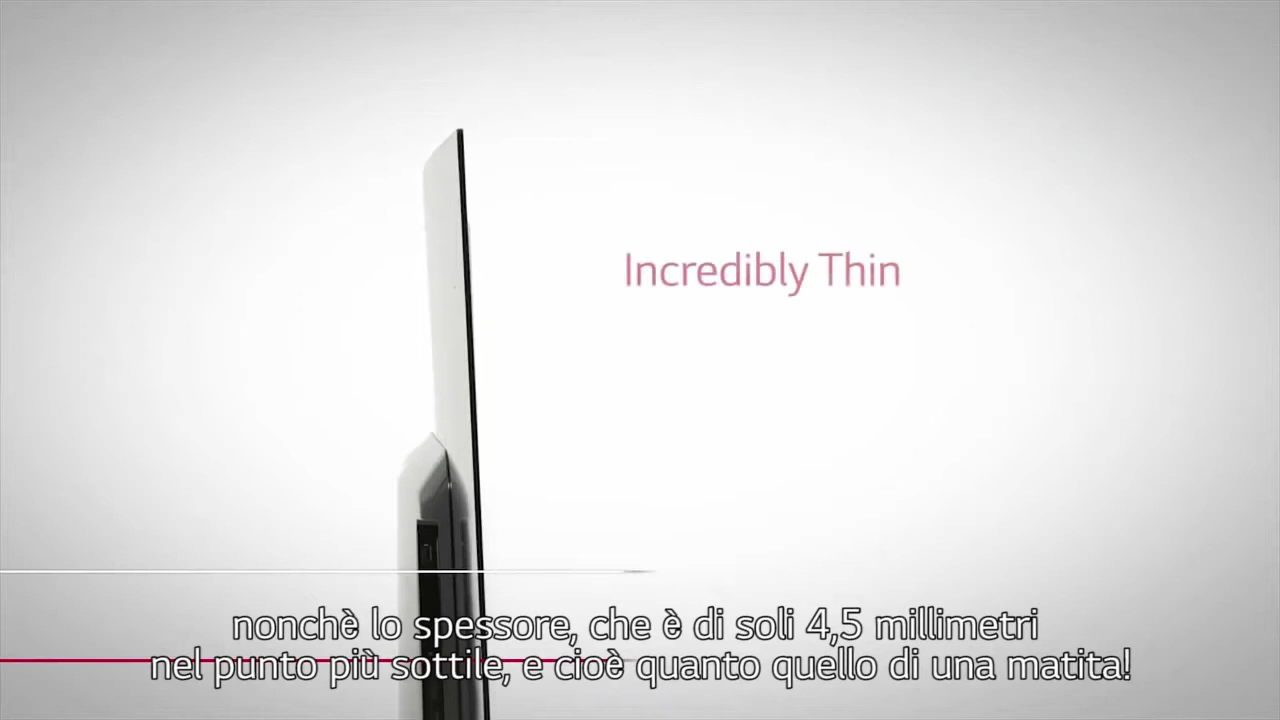 Incredibly Thin
nonchè lo spessore, che è di soli 4,5 millimetri
nel punto più sottile, e cioè quanto quello di una matita!